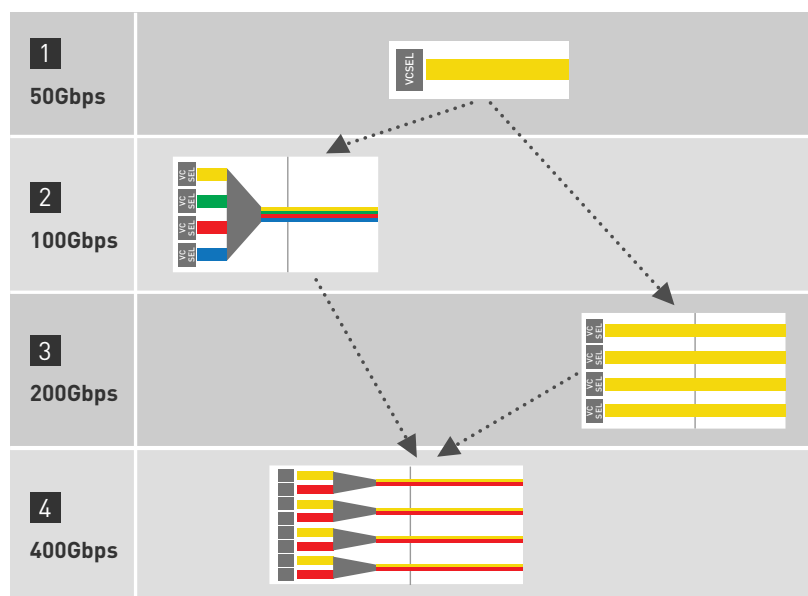 1
50Gbps
VCSEL
2
100Gbps
VC
SEL
VC
SEL
VC
SEL
VC
SEL
3
200Gbps
VC
SEL
VC
SEL
VC
SEL
VC
SEL
4
400Gbps